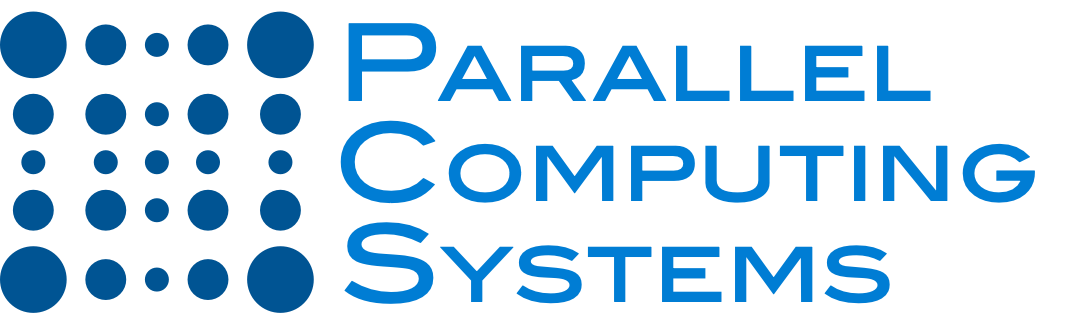 PARALLEL
COMPUTING
SYSTEMS